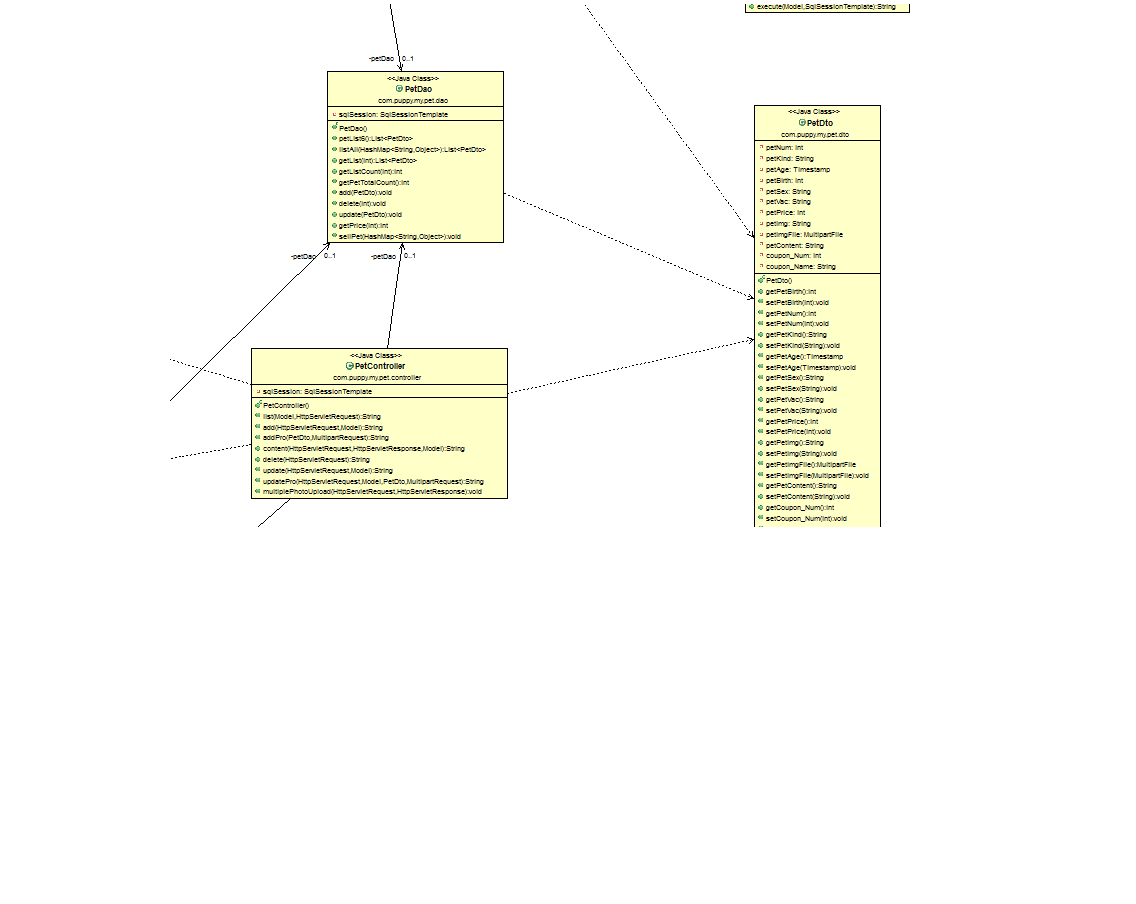 execute(Model,SqlSessionTemplate):String
-petDao 0..1
<<Java Class>>
PetDao
com.puppy.my.pet.dao
sqlSession: SqlSessionTemplate
PetDao()
petList6():List<PetDto>
listAll(HashMap<String,Object>):List<PetDto>
getList(int):List<PetDto>
getListCount(int):int
getPetTotalCount():int
add(PetDto):void
delete(int):void
update(PetDto):void
getPrice(int):int
sellPet(HashMap<String,Object>):void
-petDao 0..1
-petDao 0..1
<<Java Class>>
PetController
com.puppy.my.pet.controller
sqlSession: SqlSessionTemplate
PetController()
list(Model,HttpServletRequest):String
add(HttpServletRequest,Model):String
addPro(PetDto,MultipartRequest):String
content(HttpServletRequest,HttpServletResponse,Model):String
delete(HttpServletRequest):String
update(HttpServletRequest,Model):String
updatePro(HttpServletRequest,Model,PetDto,MultipartRequest):String
multiplePhotoUpload(HttpServletRequest,HttpServletResponse):void
<<Java Class>>
PetDto
com.puppy.my.pet.dto
petNum: int
petKind: String
petAge: Timestamp
petBirth: int
petSex: String
petVac: String
petPrice: int
petImg: String
petImgFile: MultipartFile
petContent: String
coupon_Num: int
coupon_Name: String
PetDto()
getPetBirth():int
setPetBirth(int):void
getPetNum():int
setPetNum(int):void
getPetKind():String
setPetKind(String):void
getPetAge():Timestamp
setPetAge(Timestamp):void
getPetSex():String
setPetSex(String):void
getPetVac():String
setPetVac(String):void
getPetPrice():int
setPetPrice(int):void
getPetImg():String
setPetImg(String):void
getPetImgFile():MultipartFile
setPetImgFile(MultipartFile):void
getPetContent():String
setPetContent(String):void
getCoupon_Num():int
setCoupon_Num(int):void